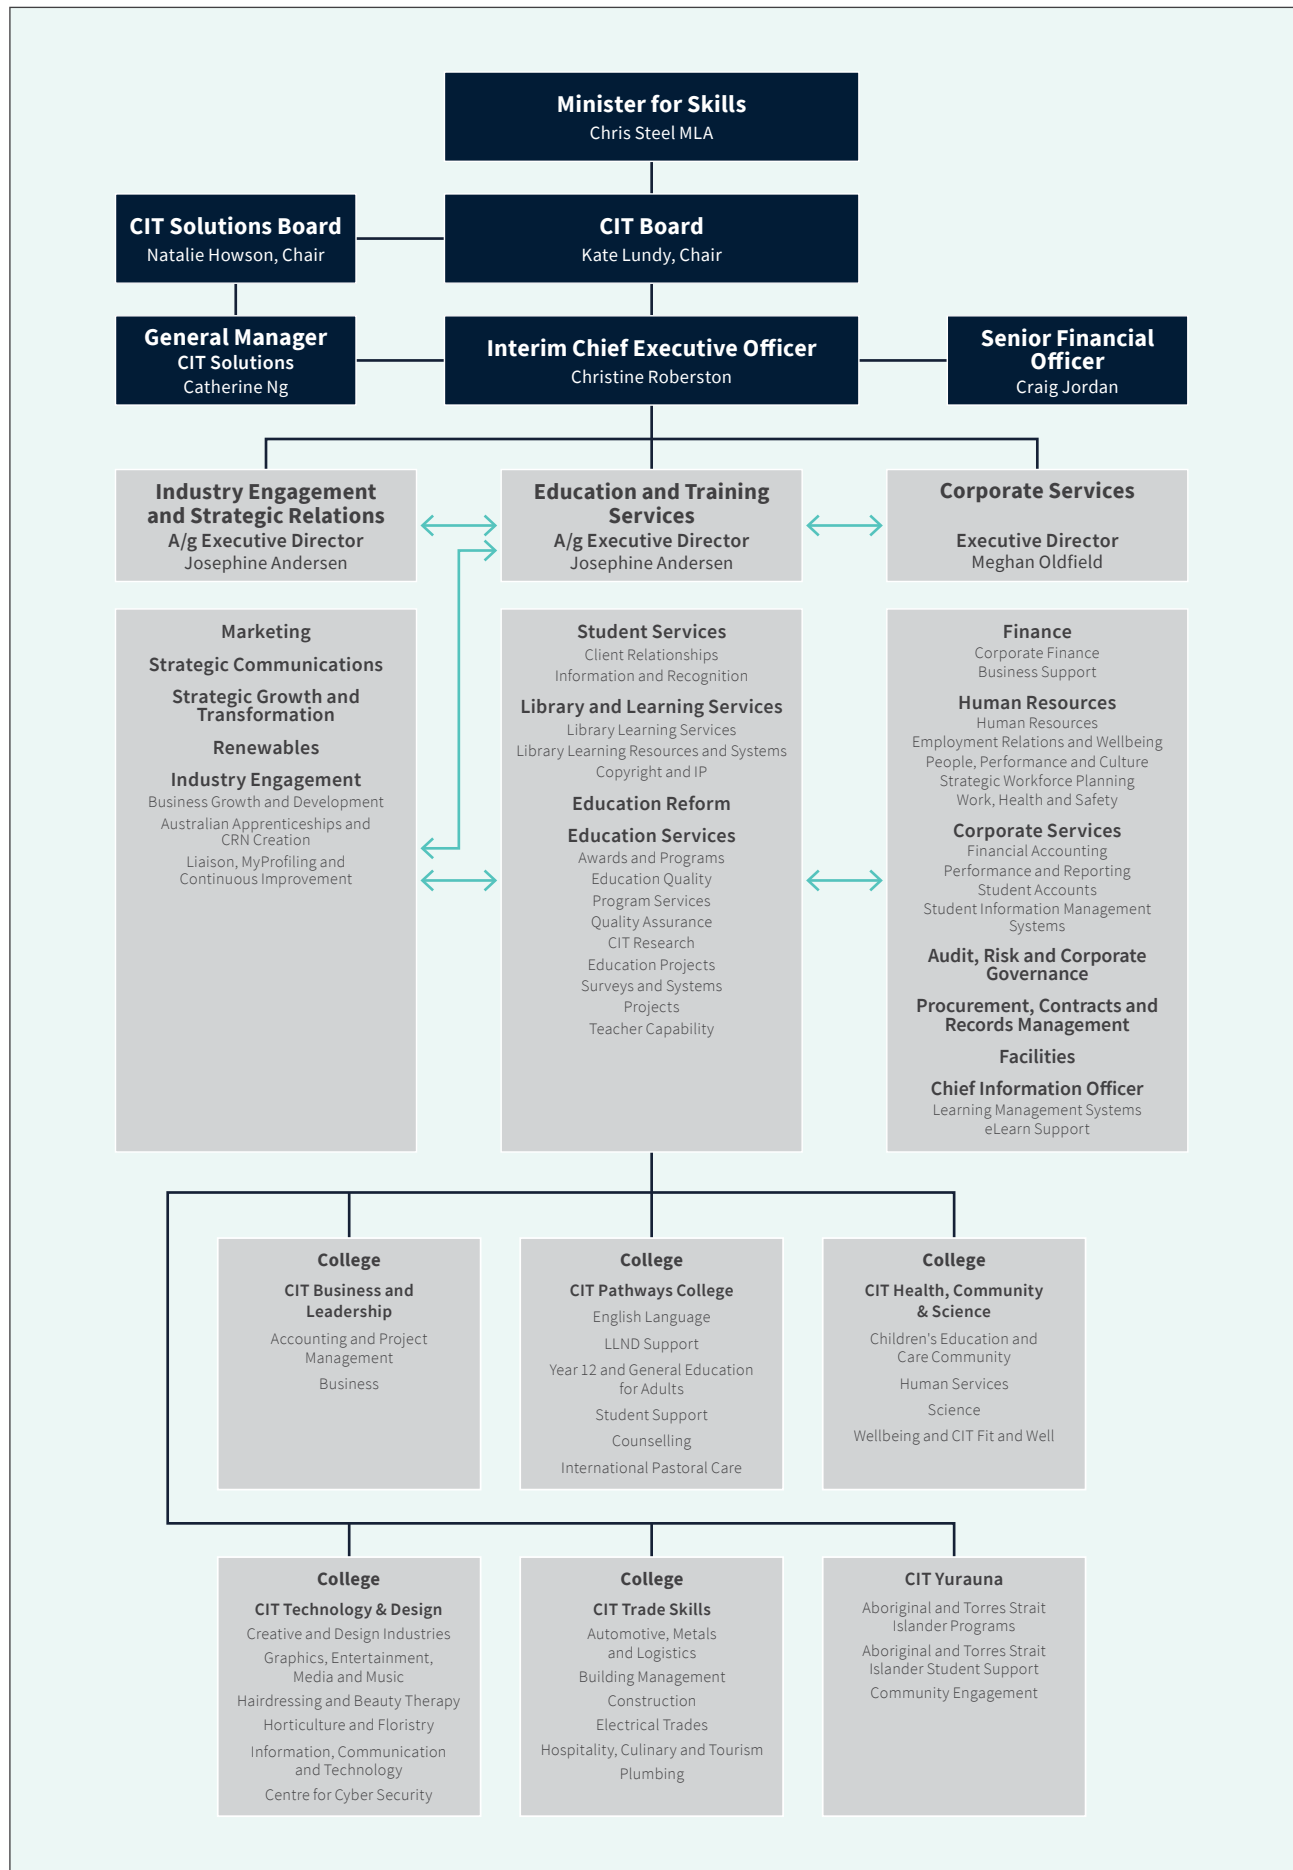 Minister for Skills
Chris Steel MLA
CIT Solutions Board
Natalie Howson, Chair
CIT Board
Kate Lundy, Chair
General Manager
CIT Solutions
Catherine Ng
Interim Chief Executive Officer
Christine Roberston
Senior Financial
Officer
Craig Jordan
Industry Engagement
and Strategic Relations
A/g Executive Director
Josephine Andersen
Education and Training
Services
A/g Executive Director
Josephine Andersen
Corporate Services
Executive Director
Meghan Oldfield
Marketing
Strategic Communications
Strategic Growth and
Transformation
Renewables
Industry Engagement
Business Growth and Development
Australian Apprenticeships and
CRN Creation
Liaison, MyProfiling and
Continuous Improvement
Student Services
Client Relationships
Information and Recognition
Library and Learning Services
Library Learning Services
Library Learning Resources and Systems
Copyright and IP
Education Reform
Education Services
Awards and Programs
Education Quality
Program Services
Quality Assurance
CIT Research
Education Projects
Surveys and Systems
Projects
Teacher Capability
Finance
Corporate Finance
Business Support
Human Resources
Human Resources
Employment Relations and Wellbeing
People, Performance and Culture
Strategic Workforce Planning
Work, Health and Safety
Corporate Services
Financial Accounting
Performance and Reporting
Student Accounts
Student Information Management
Systems
Audit, Risk and Corporate
Governance
Procurement, Contracts and
Records Management
Facilities
Chief Information Officer
Learning Management Systems
eLearn Support
College
CIT Business and
Leadership
Accounting and Project
Management
Business
College
CIT Pathways College
English Language
LLND Support
Year 12 and General Education
for Adults
Student Support
Counselling
International Pastoral Care
College
CIT Health, Community
& Science
Children's Education and
Care Community
Human Services
Science
Wellbeing and CIT Fit and Well
College
CIT Technology & Design
Creative and Design Industries
Graphics, Entertainment,
Media and Music
Hairdressing and Beauty Therapy
Horticulture and Floristry
Information, Communication
and Technology
Centre for Cyber Security
College
CIT Trade Skills
Automotive, Metals
and Logistics
Building Management
Construction
Electrical Trades
Hospitality, Culinary and Tourism
Plumbing
CIT Yurauna
Aboriginal and Torres Strait
Islander Programs
Aboriginal and Torres Strait
Islander Student Support
Community Engagement